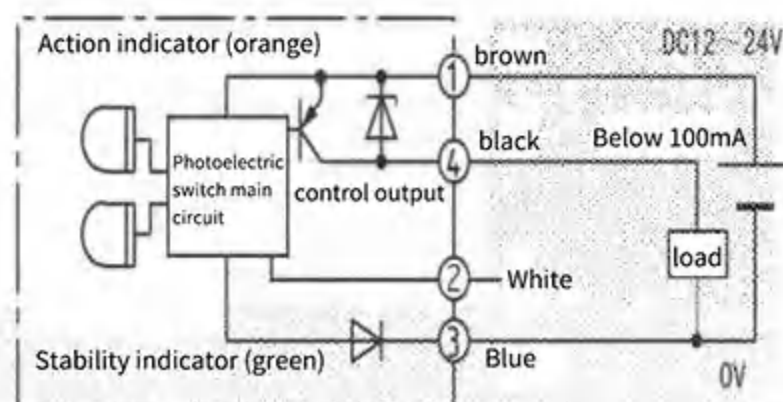 Action indicator (orange)
DC12~24V
1
brown
4
black
Below 100mA
Photoelectric
switch main
circuit
control output
load
2
White
3
Blue
Stability indicator (green)
0V